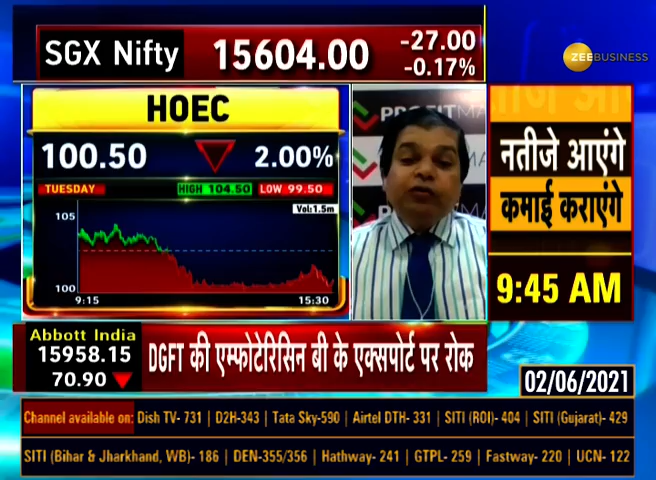 SGX Nifty 15604.00 -27.00
-0.17%
ZEE BUSINESS
HOEC
100.50 2.00%
TUESDAY HIGH 104.50 LOW 99.50
Vol:1.5m
105
100
9:15 15:30
PROFITMA
नतीजे आएंगे
कमाई कराएंगे
9:45 AM
Abbott India
15958.15
70.90
DGFT की एम्फोटेरिसिन बी के एक्सपोर्ट पर रोक
02/06/2021
Channel available on: Dish TV- 731 | D2H-343 | Tata Sky-590 | Airtel DTH- 331 | SITI (ROI)- 404 | SITI (Gujarat)- 429
SITI (Bihar & Jharkhand, WB)- 186 | DEN-355/356 | Hathway- 241 | GTPL- 259 | Fastway- 220 | UCN- 122